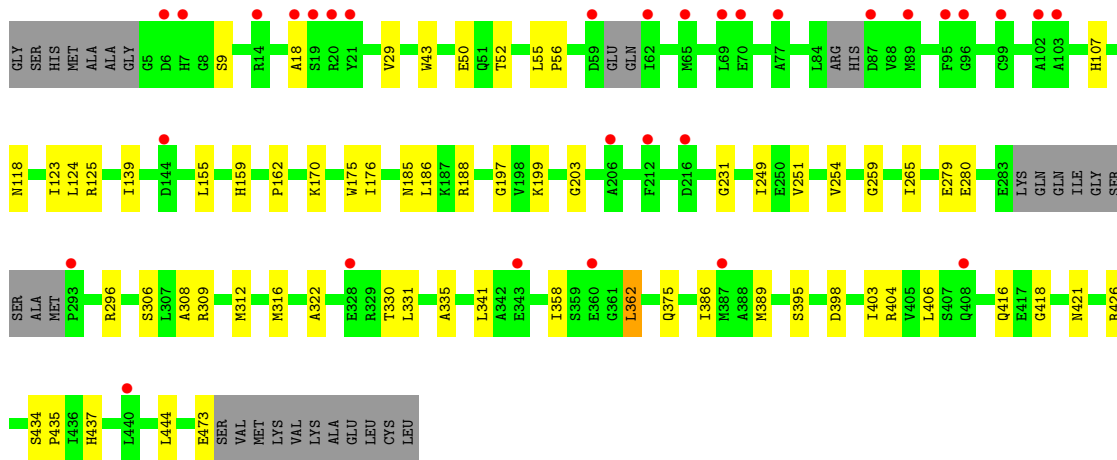 GLY SER HIS MET ALA ALA GLY G5 D6 H7 G8 S9 R14 A18 S19 R20 Y21 V29 W43 E50 Q51 T52 L55 P56 D59 GLU GLN I62 M65 L69 E70 A77 L84 ARG HIS D87 V88 M89 F95 G96 C99 A102 A103 H107
N118 I123 L124 R125 I139 D144 L155 H159 P162 K170 W175 I176 N185 L186 K187 R188 G197 V198 K199 G203 A206 F212 D216 G231 I249 E250 V251 V254 G259 I265 E279 E280 E283 LYS GLN GLN ILE GLY SER
SER ALA MET P293 R296 S306 L307 A308 R309 M312 M316 A322 E328 R329 T330 L331 A335 L341 A342 E343 I358 S359 E360 G361 L362 Q375 I386 M387 A388 M389 S395 D398 I403 R404 V405 L406 S407 Q408 Q416 E417 G418 N421 R426
S434 P435 I436 H437 L440 L444 E473 SER VAL MET LYS VAL LYS ALA GLU LEU CYS LEU